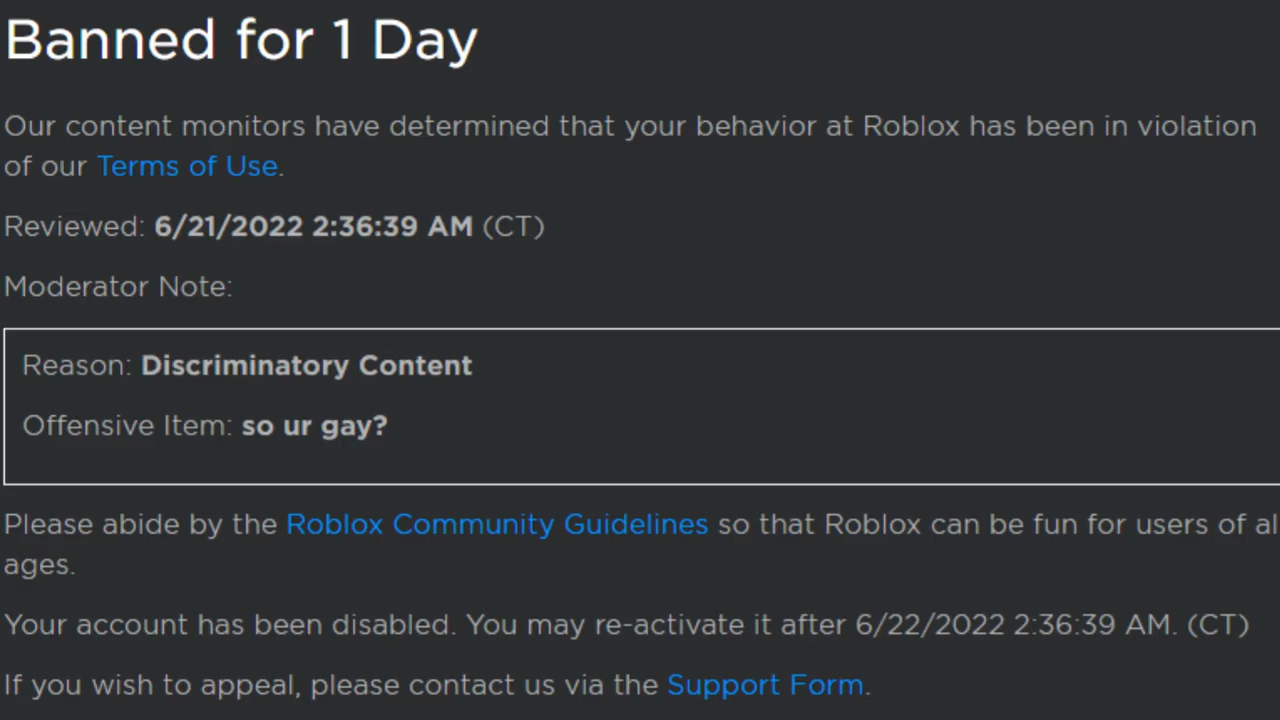 Banned for 1 Day
Our content monitors have determined that your behavior at Roblox has been in violation
of our Terms of Use.
Reviewed: 6/21/2022 2:36:39 AM (CT)
Moderator Note:
Reason: Discriminatory Content
Offensive Item: so ur gay?
Please abide by the Roblox Community Guidelines so that Roblox can be fun for users of al
ages.
Your account has been disabled. You may re-activate it after 6/22/2022 2:36:39 AM. (CT)
If you wish to appeal, please contact us via the Support Form.